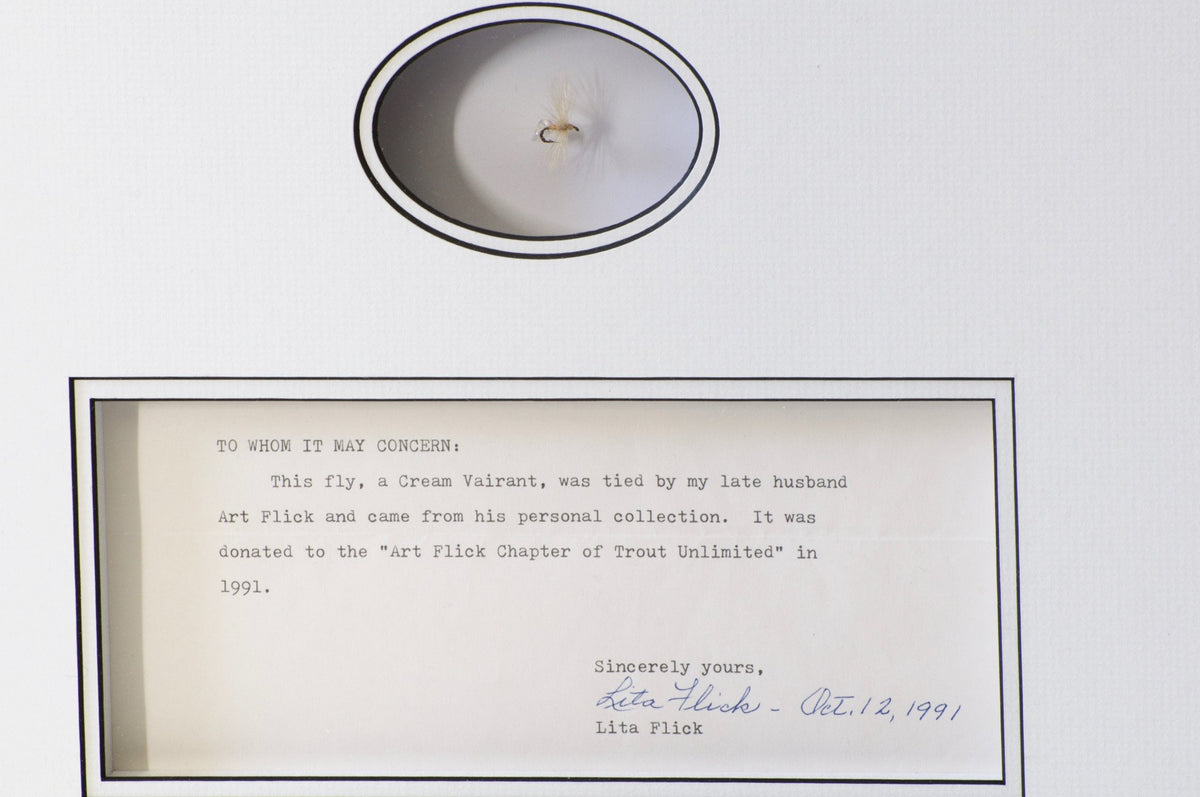 TO WHOM IT MAY CONCERN:
This fly, a Cream Vairant, was tied by my late husband
Art Flick and came from his personal collection. It was
donated to the "Art Flick Chapter of Trout Unlimited" in
1991.
Sincerely yours,
Lita Flick - Oct. 12, 1991
Lita Flick